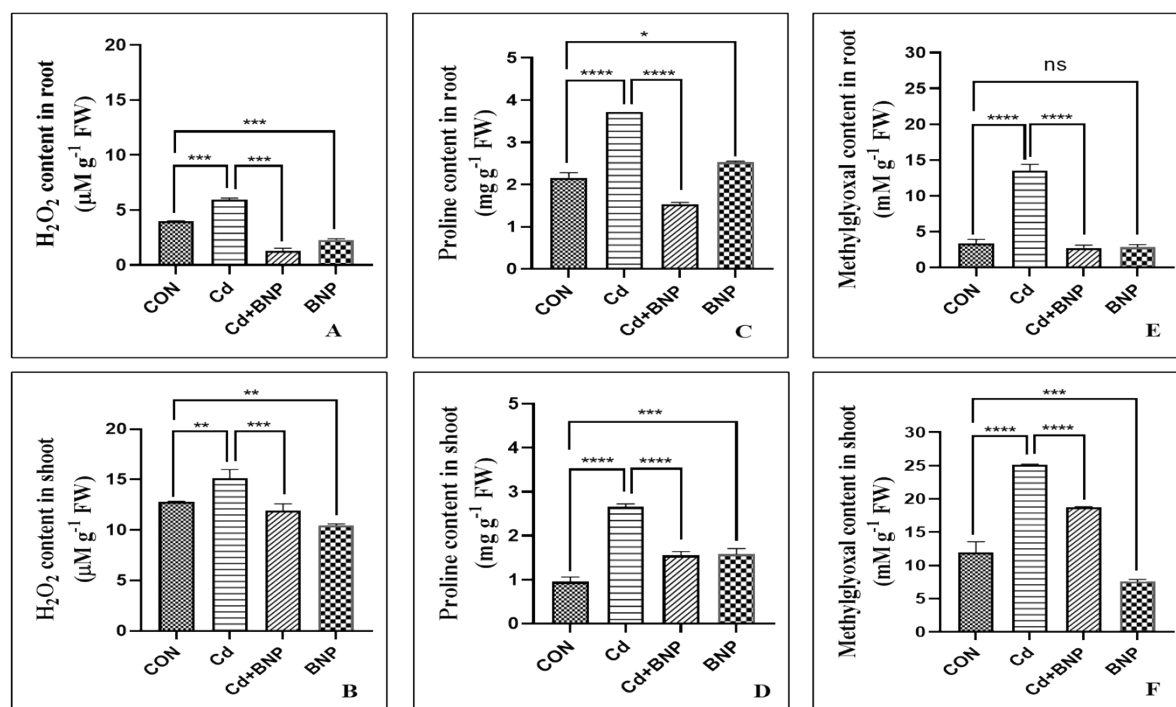 H₂O₂ content in root
(μM g⁻¹ FW)
20
15
10
5
0
***
*** ***
CON Cd Cd+BNP BNP
A
Proline content in root
(mg g⁻¹ FW)
5
4
3
2
1
0
*
**** ****
CON Cd Cd+BNP BNP
C
Methylglyoxal content in root
(mM g⁻¹ FW)
30
25
20
15
10
5
0
ns
**** ****
CON Cd Cd+BNP BNP
E
H₂O₂ content in shoot
(μM g⁻¹ FW)
20
15
10
5
0
**
** ***
CON Cd Cd+BNP BNP
B
Proline content in shoot
(mg g⁻¹ FW)
5
4
3
2
1
0
***
**** ****
CON Cd Cd+BNP BNP
D
Methylglyoxal content in shoot
(mM g⁻¹ FW)
30
25
20
15
10
5
0
***
**** ****
CON Cd Cd+BNP BNP
F